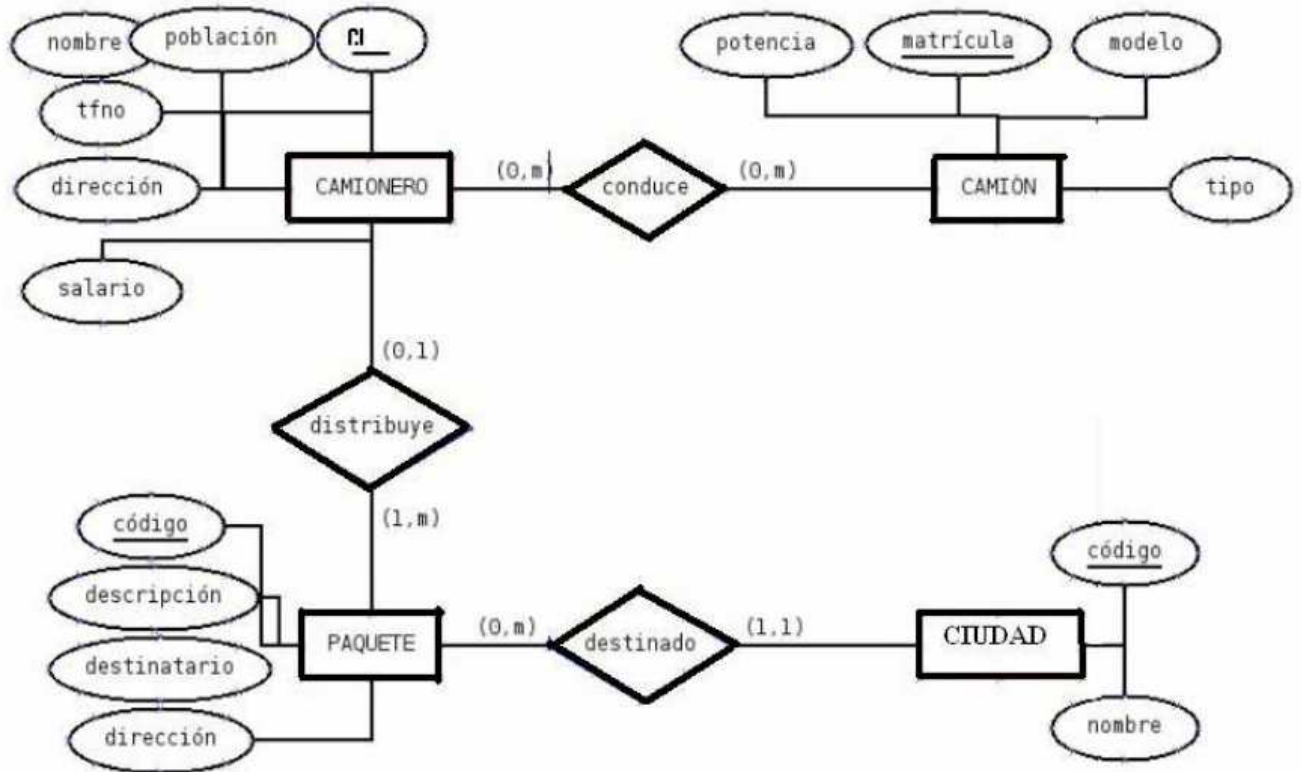 nombre
población
CI
potencia
matrícula
modelo
tfno
dirección
CAMIONERO
(0,m)
conduce
(0,m)
CAMIÓN
tipo
salario
(0,1)
distribuye
(1,m)
código
descripción
destinatario
dirección
PAQUETE
(0,m)
destinado
(1,1)
CIUDAD
código
nombre